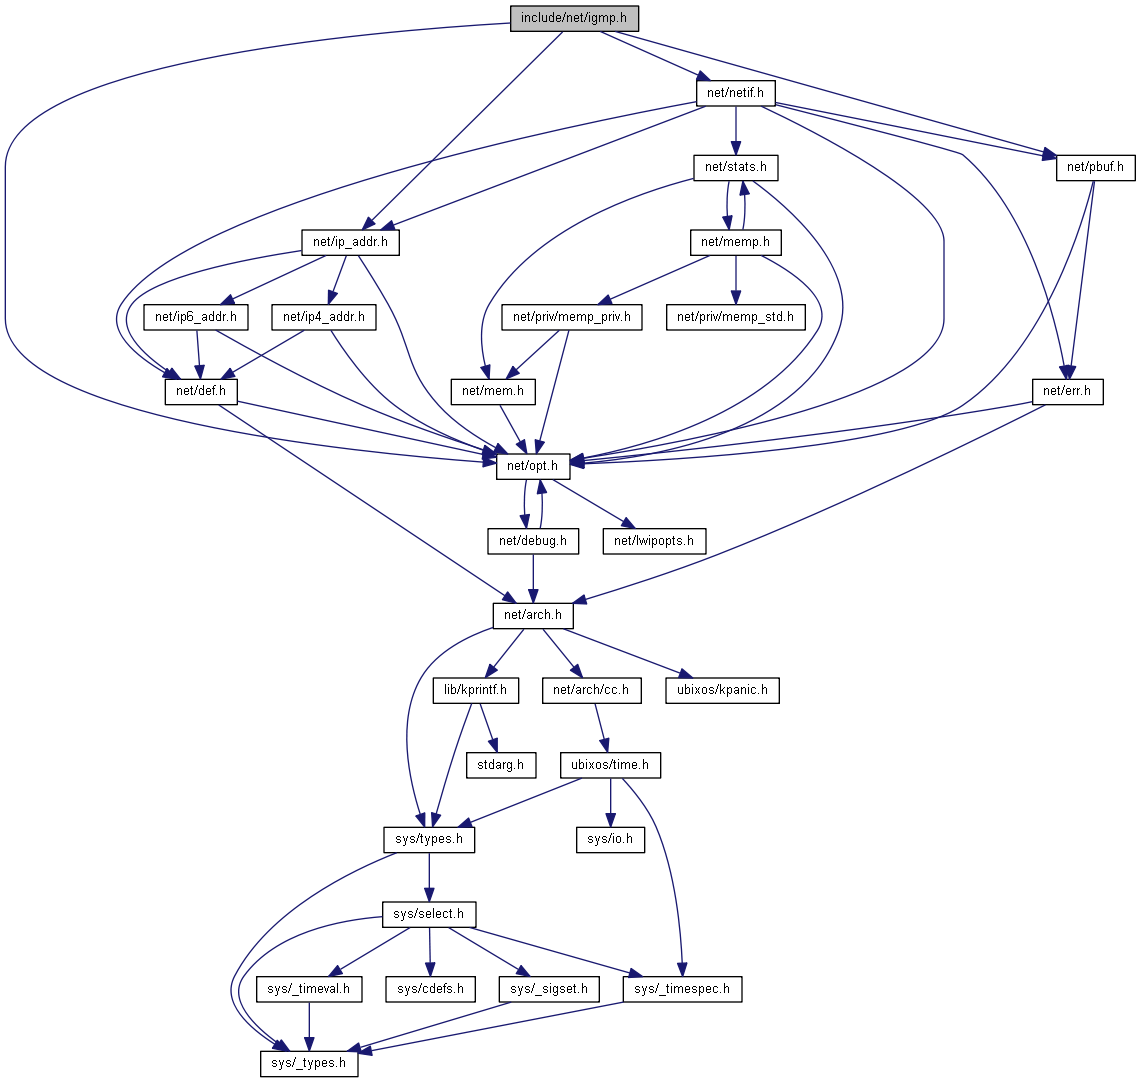 include/net/igmp.h
net/netif.h
net/stats.h
net/pbuf.h
net/ip_addr.h
net/memp.h
net/ip6_addr.h
net/ip4_addr.h
net/priv/memp_priv.h
net/priv/memp_std.h
net/def.h
net/mem.h
net/err.h
net/opt.h
net/debug.h
net/lwipopts.h
net/arch.h
lib/kprintf.h
net/arch/cc.h
ubixos/kpanic.h
stdarg.h
ubixos/time.h
sys/types.h
sys/io.h
sys/select.h
sys/_timeval.h
sys/cdefs.h
sys/_sigset.h
sys/_timespec.h
sys/_types.h